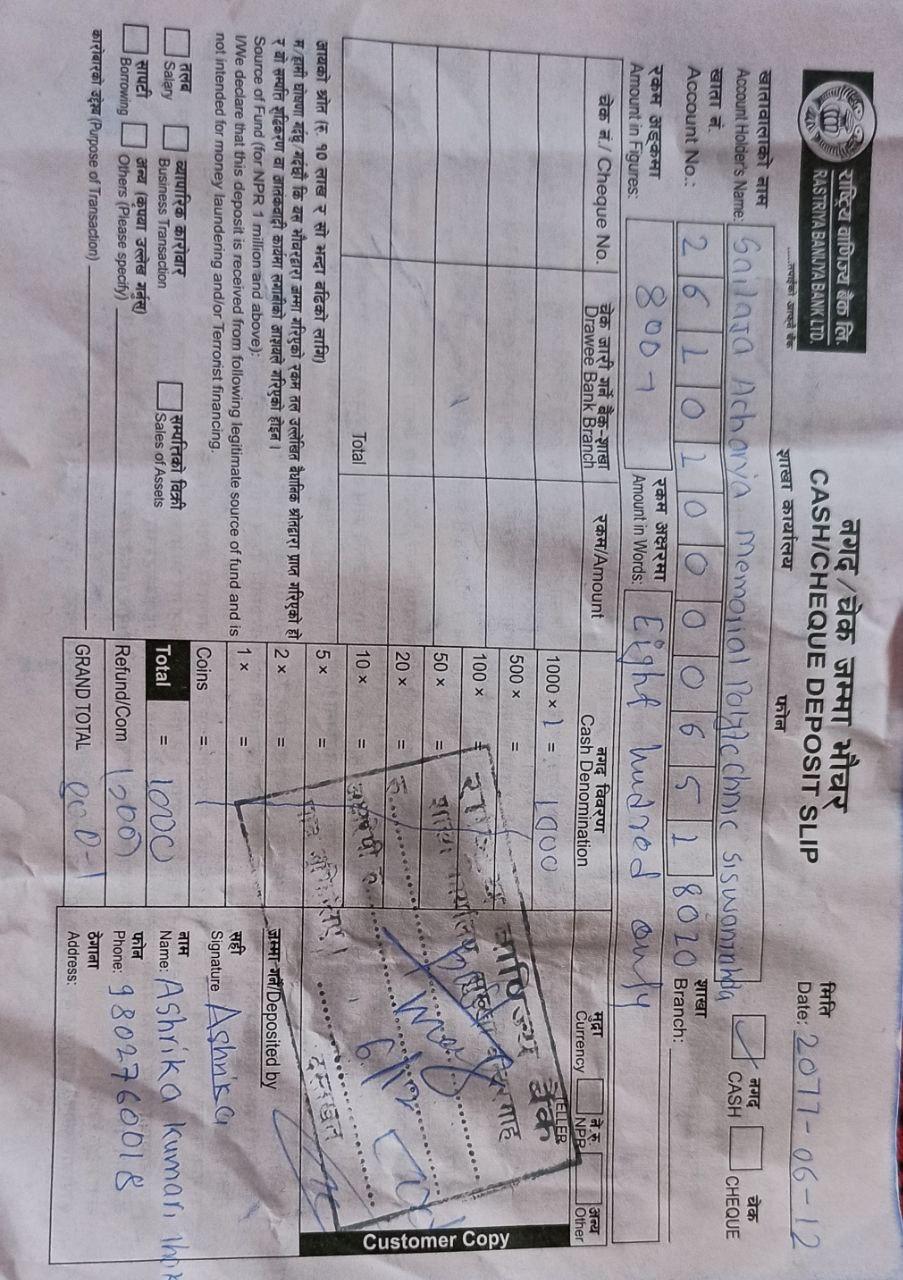 राष्ट्रिय वाणिज्य बैंक लि.
RASTRIYA BANIJYA BANK LTD.
.....तपाईंको आफ्नै बैंक
नगद/चेक जम्मा भौचर
CASH/CHEQUE DEPOSIT SLIP
मिति
Date: 2077-06-12
शाखा कार्यालय फोन
खातावालाको नाम
Account Holder's Name: Sailaja Acharya Memorial Polytecchnic
नगद
CASH
चेक
CHEQUE
खाता नं.
Account No.: 2 6 1 0 1 0 0 0 0 6 5 1 8020
शाखा
Branch:
रकम अङ्कमा
Amount in Figures: 800-/
रकम अक्षरमा
Amount in Words: Eight hudred only
चेक नं./ Cheque No.
चेक जारी गर्ने बैंक-शाखा
Drawee Bank Branch
रकम/Amount
नगद विवरण
Cash Denomination
मुद्रा
Currency
ने.रु.
NPR
अन्य
Other
TELLER
1000 × 1 = 1000
500 × =
100 × =
50 × =
20 × =
10 × =
5 × =
2 × =
1 × =
Coins =
Total = 1000
Refund/Com (200)
GRAND TOTAL 800-/
Total
वाणिज्य बैंक
शाखा कार्यालय
रु.
6/12
दस्तखत
Customer Copy
आयको श्रोत (रु. १० लाख र सो भन्दा बढिको लागि)
म/हामी घोषणा गर्दछु/गर्दछौं कि यस भौचरद्वारा जम्मा गरिएको रकम तल उल्लेखित बैधानिक श्रोतद्वारा प्राप्त गरिएको हो
र यो सम्पत्ति शुद्धिकरण वा आतंकवादी कार्यमा लगानीको आशयले गरिएको होइन ।
Source of Fund (for NPR 1 million and above):
I/We declare that this deposit is received from following legitimate source of fund and is
not intended for money laundering and/or Terrorist financing.
तलब
Salary
व्यापारिक कारोवार
Business Transaction
सम्पत्तिको विक्री
Sales of Assets
सापटी
Borrowing
अन्य (कृपया उल्लेख गर्नुस्)
Others (Please specify)
कारोबारको उद्देश्य (Purpose of Transaction)
जम्मा गर्ने/Deposited by
सही
Signature Ashrika
नाम
Name: Ashrika Kumari
फोन
Phone: 9802760018
ठेगाना
Address: